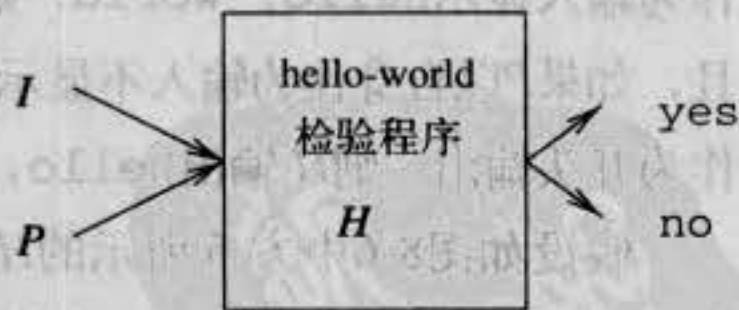 hello-world
I
检验程序
yes
P
H
no